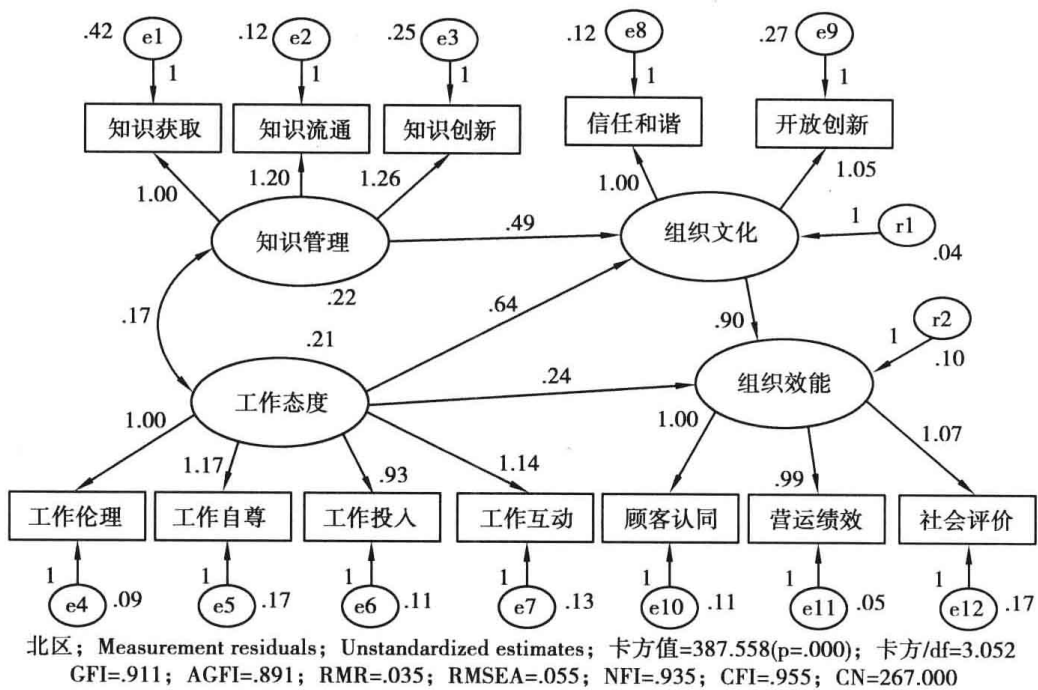 .42 e1 .12 e2 .25 e3 .12 e8 .27 e9
1 1 1 1 1
知识获取 知识流通 知识创新 信任和谐 开放创新
1.00 1.20 1.26 1.00 1.05
知识管理 .49 组织文化 1 r1
.04
.22
.17 .64 .90 r2
.21 1 .10
工作态度 .24 组织效能
1.00 1.17 .93 1.14 1.00 .99 1.07
工作伦理 工作自尊 工作投入 工作互动 顾客认同 营运绩效 社会评价
1 1 1 1 1 1 1
e4 .09 e5 .17 e6 .11 e7 .13 e10 .11 e11 .05 e12 .17
北区；Measurement residuals；Unstandardized estimates；卡方值=387.558(p=.000)；卡方/df=3.052
GFI=.911；AGFI=.891；RMR=.035；RMSEA=.055；NFI=.935；CFI=.955；CN=267.000